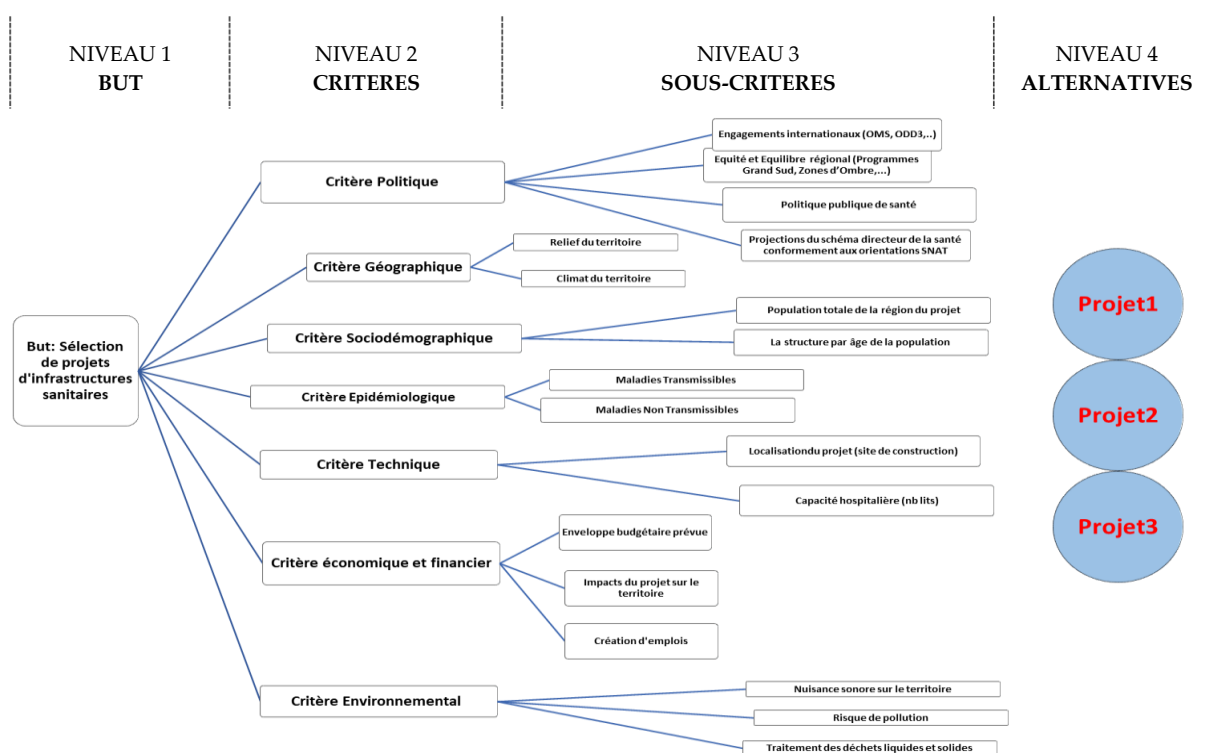 NIVEAU 1
BUT
NIVEAU 2
CRITERES
NIVEAU 3
SOUS-CRITERES
NIVEAU 4
ALTERNATIVES
But: Sélection
de projets
d'infrastructures
sanitaires
Critère Politique
Engagements internationaux (OMS, ODD3,..)
Equité et Equilibre régional (Programmes
Grand Sud, Zones d'Ombre,...)
Politique publique de santé
Projections du schéma directeur de la santé
conformement aux orientations SNAT
Critère Géographique
Relief du territoire
Climat du territoire
Critère Sociodémographique
Population totale de la région du projet
La structure par âge de la population
Critère Epidémiologique
Maladies Transmissibles
Maladies Non Transmissibles
Critère Technique
Localisationdu projet (site de construction)
Capacité hospitalière (nb lits)
Critère économique et financier
Enveloppe budgétaire prévue
Impacts du projet sur le
territoire
Création d'emplois
Critère Environnemental
Nuisance sonore sur le territoire
Risque de pollution
Traitement des déchets liquides et solides
Projet1
Projet2
Projet3